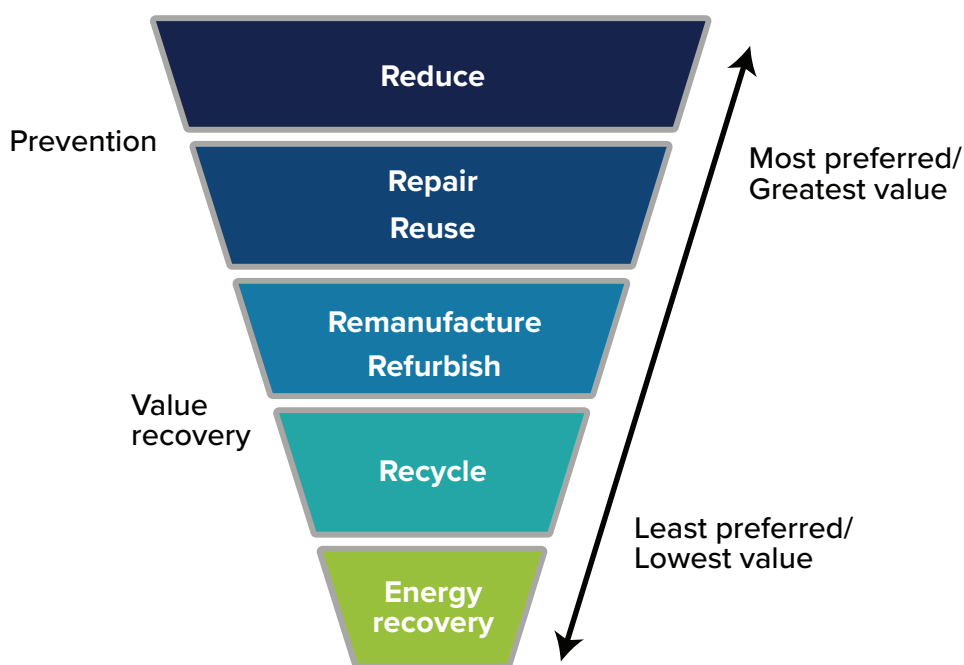 Reduce
Prevention
Repair
Reuse
Most preferred/
Greatest value
Remanufacture
Refurbish
Value
recovery
Recycle
Least preferred/
Lowest value
Energy
recovery